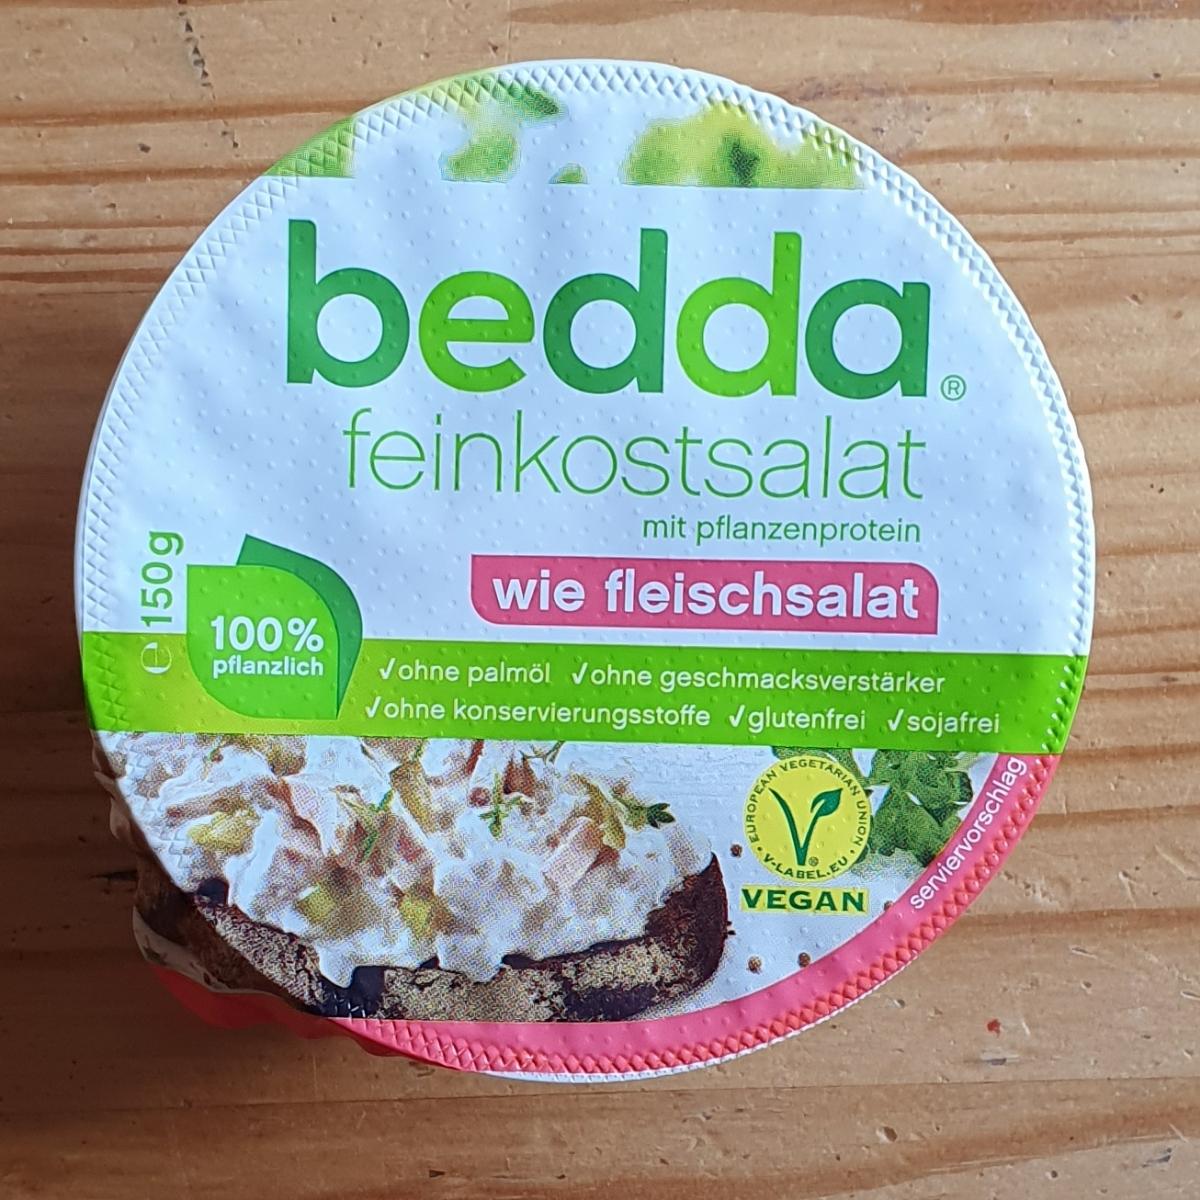 bedda®
feinkostsalat
mit pflanzenprotein
wie fleischsalat
℮ 150g
100%
pflanzlich
✓ohne palmöl ✓ohne geschmacksverstärker
✓ohne konservierungsstoffe ✓glutenfrei ✓sojafrei
EUROPEAN VEGETARIAN UNION
V-LABEL.EU
®
VEGAN
serviervorschlag